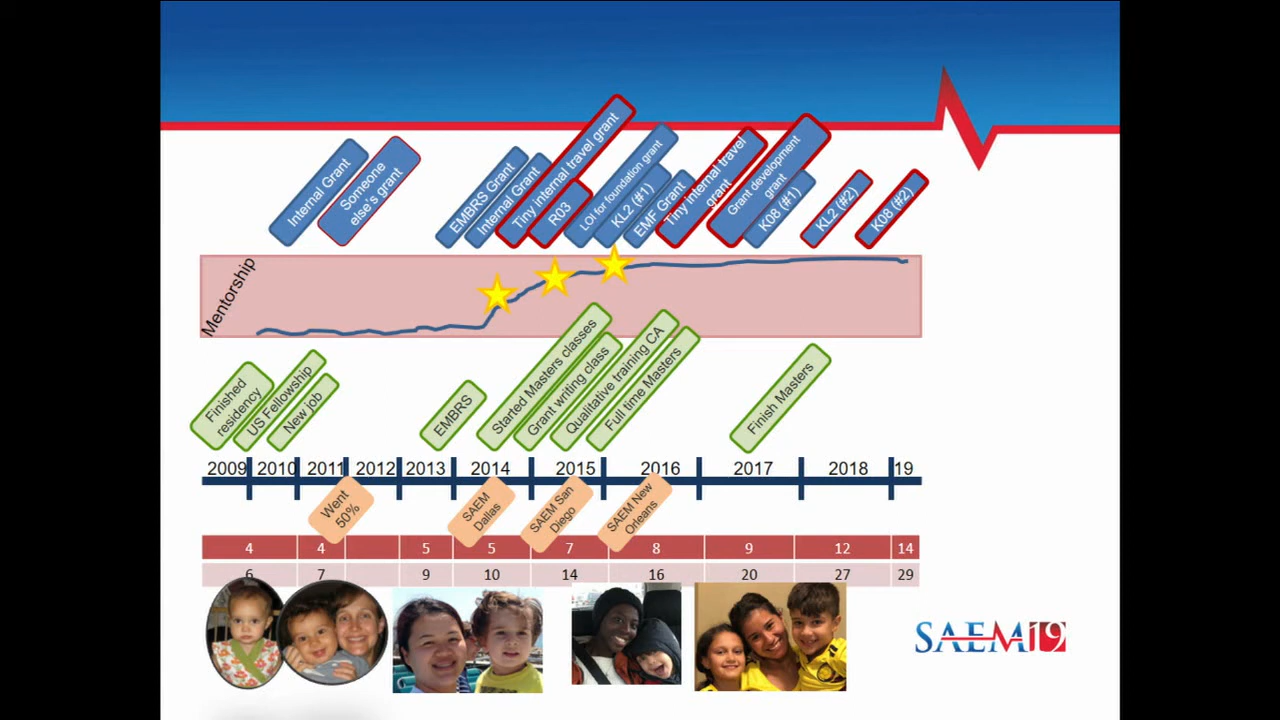 Internal Grant
Someone
else's grant
EMBRS Grant
Internal Grant
Tiny internal travel grant
R03
LOI for foundation grant
KL2 (#1)
EMF Grant
Tiny internal travel
grant
Grant development
grant
K08 (#1)
KL2 (#2)
K08 (#2)
Mentorship
Finished
residency
US Fellowship
New job
EMBRS
Started Masters classes
Grant writing class
Qualitative training CA
Full time Masters
Finish Masters
2009 2010 2011 2012 2013 2014 2015 2016 2017 2018 19
Went
50%
SAEM
Dallas
SAEM San
Diego
SAEM New
Orleans
4 4 5 5 7 8 9 12 14
6 7 9 10 14 16 20 27 29
SAEM19